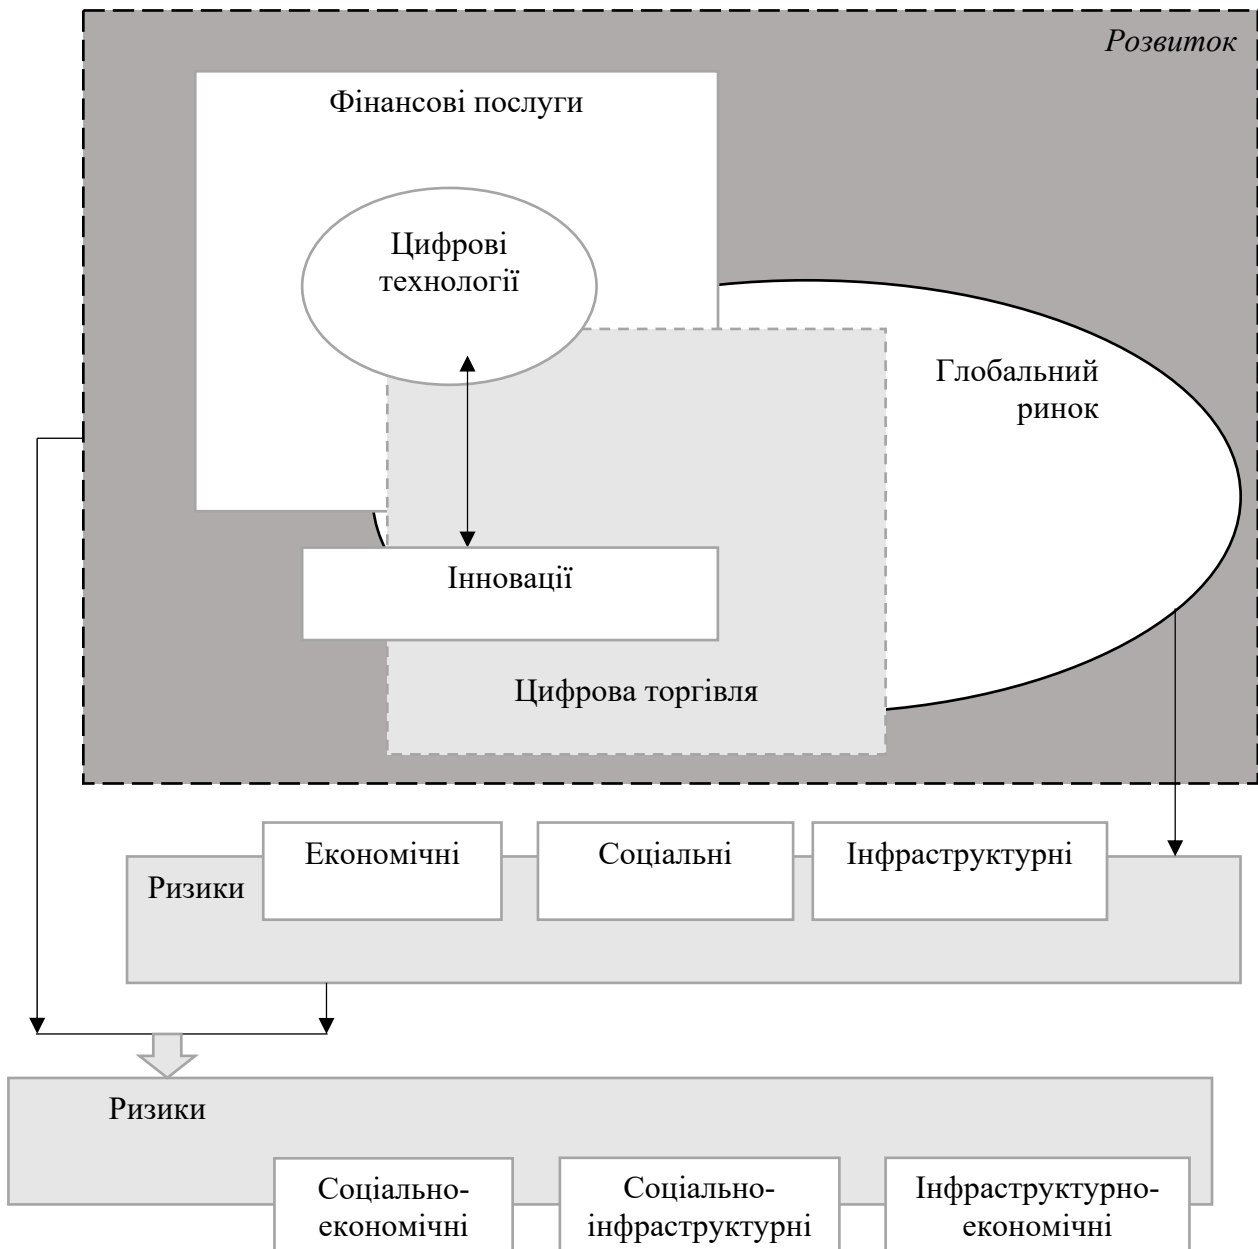 Розвиток
Фінансові послуги
Цифрові
технології
Глобальний
ринок
Інновації
Цифрова торгівля
Економічні
Соціальні
Інфраструктурні
Ризики
Ризики
Соціально-
економічні
Соціально-
інфраструктурні
Інфраструктурно-
економічні